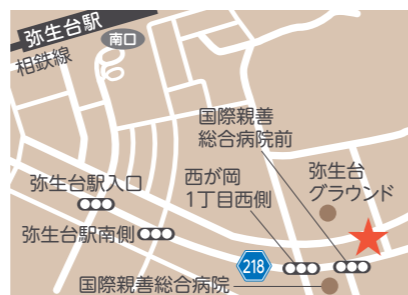 弥生台駅
南口
相鉄線
国際親善
総合病院前
西が岡
1丁目西側
弥生台
グラウンド
弥生台駅入口
弥生台駅南側
218
国際親善総合病院